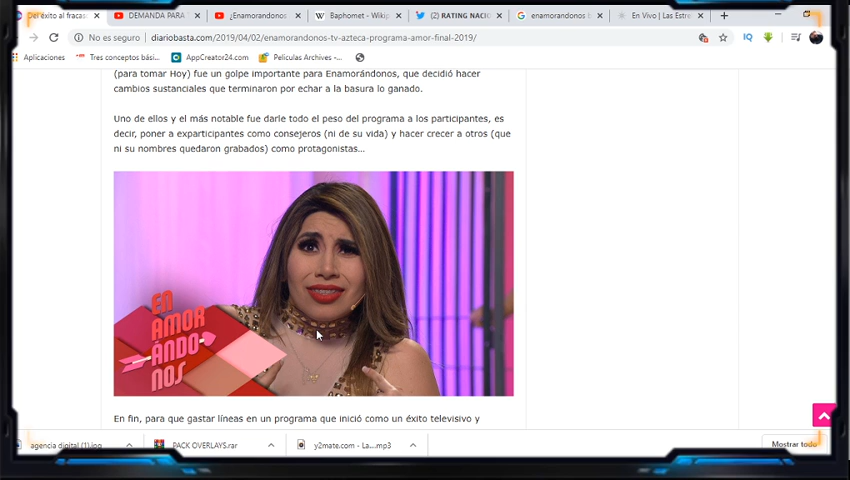 Del éxito al fracas
DEMANDA PARA
¿Enamorandonos
Baphomet - Wikip
(2) RATING NACIO
enamorandonos t
En Vivo | Las Estre
No es seguro | diariobasta.com/2019/04/02/enamorandonos-tv-azteca-programa-amor-final-2019/
Aplicaciones
Tres conceptos bási...
AppCreator24.com
Peliculas Archives -...
(para tomar Hoy) fue un golpe importante para Enamorándonos, que decidió hacer
cambios sustanciales que terminaron por echar a la basura lo ganado.
Uno de ellos y el más notable fue darle todo el peso del programa a los participantes, es
decir, poner a exparticipantes como consejeros (ni de su vida) y hacer crecer a otros (que
ni su nombres quedaron grabados) como protagonistas…
EN
AMOR
ÁNDO
NOS
En fin, para que gastar líneas en un programa que inició como un éxito televisivo y
agencia digital (1).jpg
PACK OVERLAYS.rar
y2mate.com - La....mp3
Mostrar todo